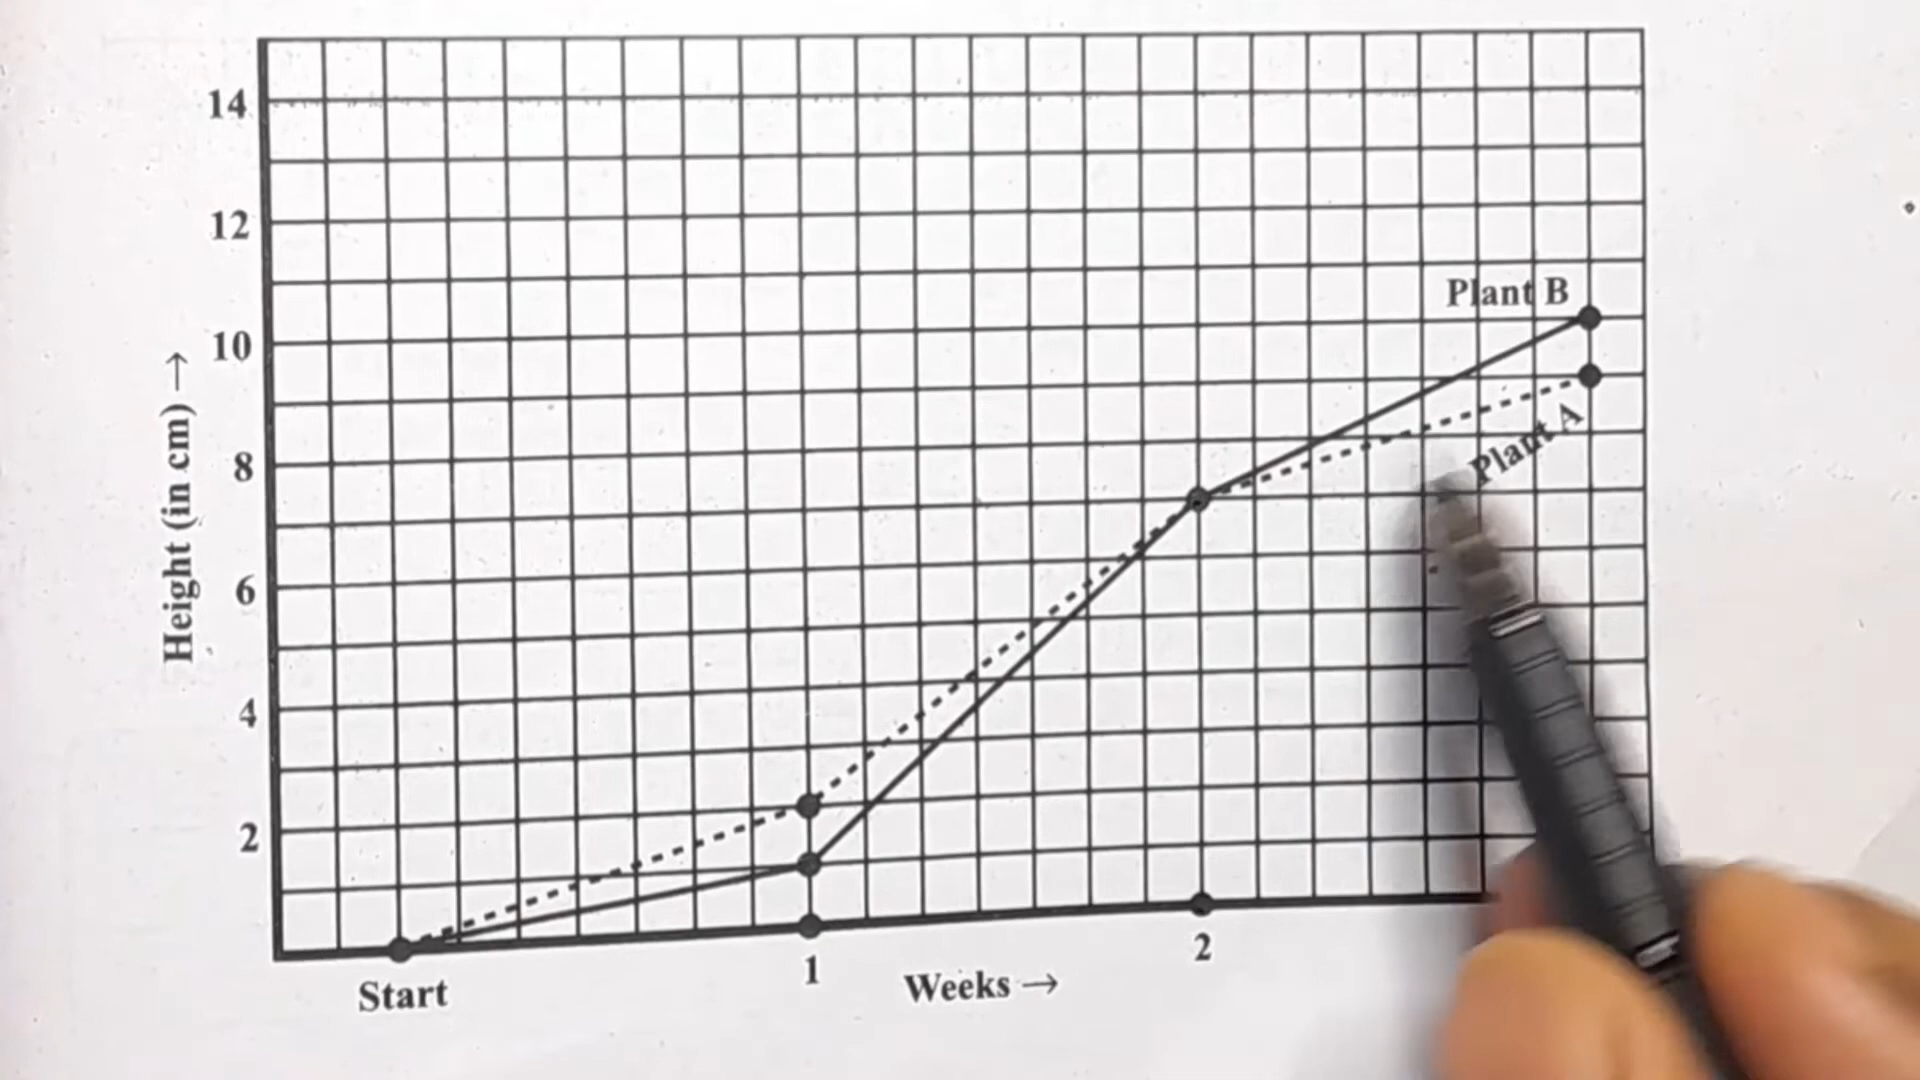 14
12
10
8
6
4
2
Height (in cm) →
Plant B
Plant A
Start
1
Weeks →
2